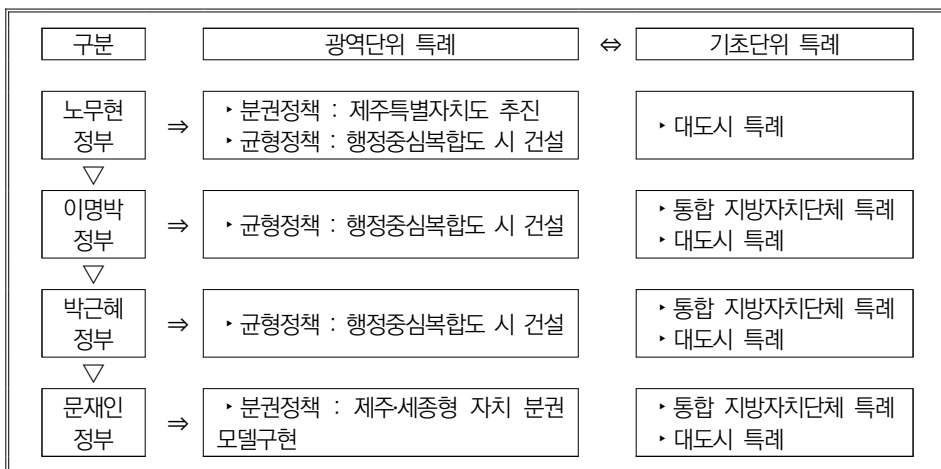 구분 광역단위 특례 ⇔ 기초단위 특례
노무현
정부
⇒
‣분권정책 : 제주특별자치도 추진
‣균형정책 : 행정중심복합도 시 건설
‣대도시 특례
▽
이명박
정부
⇒
‣균형정책 : 행정중심복합도 시 건설
‣통합 지방자치단체 특례
‣대도시 특례
▽
박근혜
정부
⇒
‣균형정책 : 행정중심복합도 시 건설
‣통합 지방자치단체 특례
‣대도시 특례
▽
문재인
정부
⇒
‣분권정책 : 제주·세종형 자치 분권
모델구현
‣통합 지방자치단체 특례
‣대도시 특례